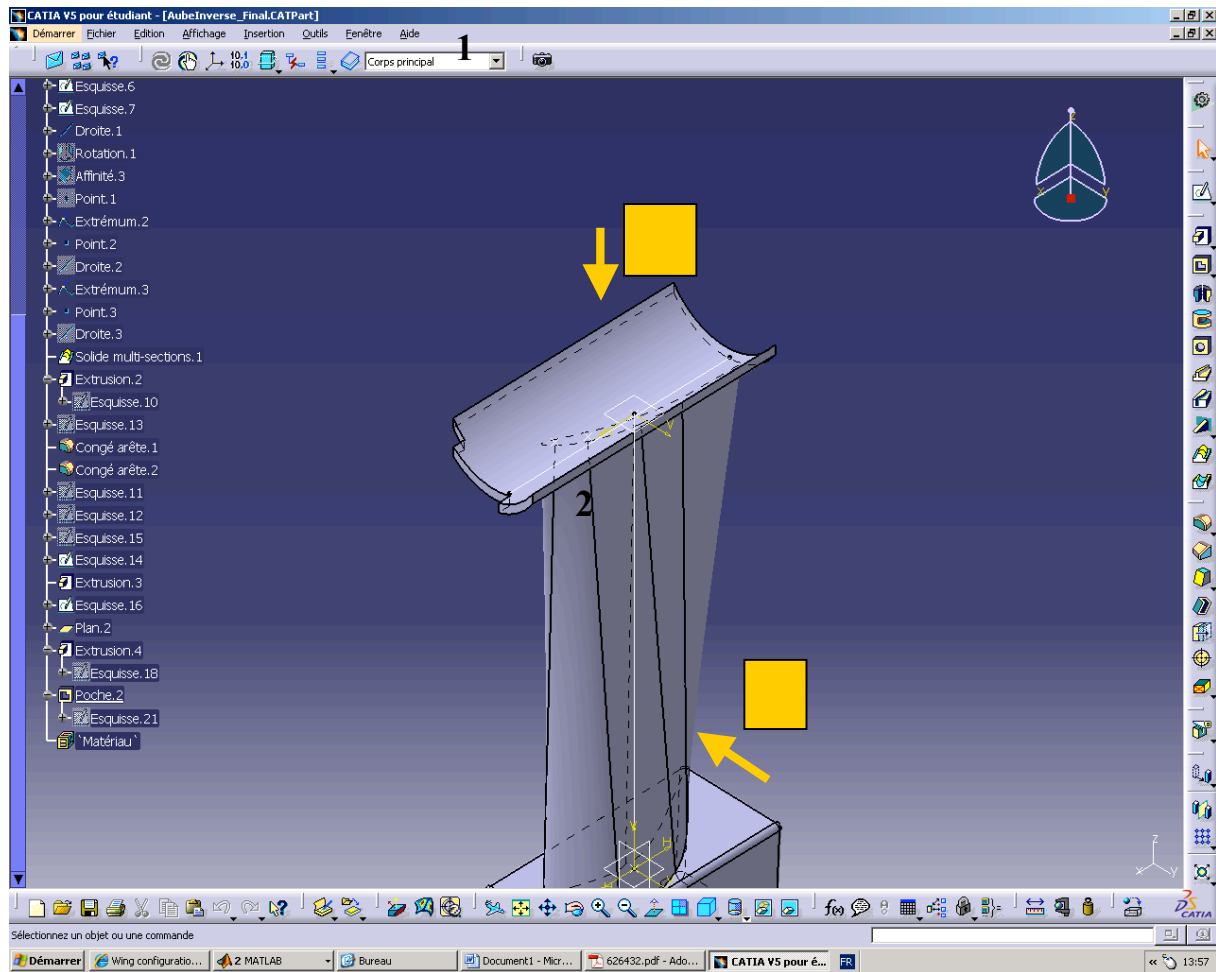 CATIA V5 pour étudiant - [AubeInverse_Final.CATPart]
Démarrer Fichier Edition Affichage Insertion Outils Fenêtre Aide
1
10.1
10.0
Corps principal
Esquisse.6
Esquisse.7
Droite.1
Rotation.1
Affinité.3
Point.1
Extrémum.2
Point.2
Droite.2
Extrémum.3
Point.3
Droite.3
Solide multi-sections.1
Extrusion.2
Esquisse.10
Esquisse.13
Congé arête.1
Congé arête.2
Esquisse.11
Esquisse.12
Esquisse.15
Esquisse.14
Extrusion.3
Esquisse.16
Plan.2
Extrusion.4
Esquisse.18
Poche.2
Esquisse.21
`Matériau`
2
z
x y
f(x)
CATIA
Sélectionnez un objet ou une commande
Démarrer Wing configuratio... 2 MATLAB Bureau Document1 - Micr... 626432.pdf - Ado... CATIA V5 pour é... FR « 13:57